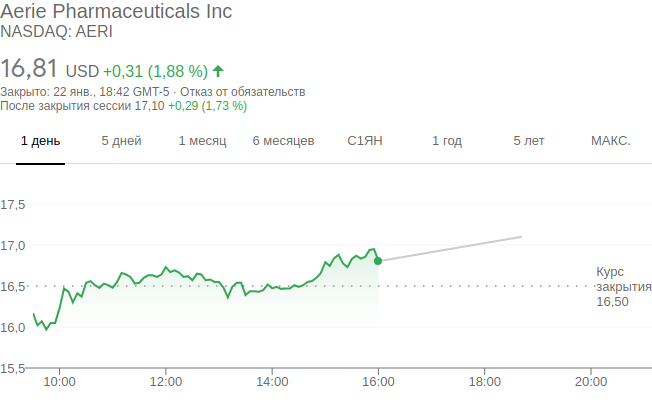 Aerie Pharmaceuticals Inc
NASDAQ: AERI
16,81 USD +0,31 (1,88 %)
Закрыто: 22 янв., 18:42 GMT-5 · Отказ от обязательств
После закрытия сессии 17,10 +0,29 (1,73 %)
1 день 5 дней 1 месяц 6 месяцев С1ЯН 1 год 5 лет МАКС.
17,5
17,0
16,5
16,0
15,5
Курс
закрытия
16,50
10:00 12:00 14:00 16:00 18:00 20:00